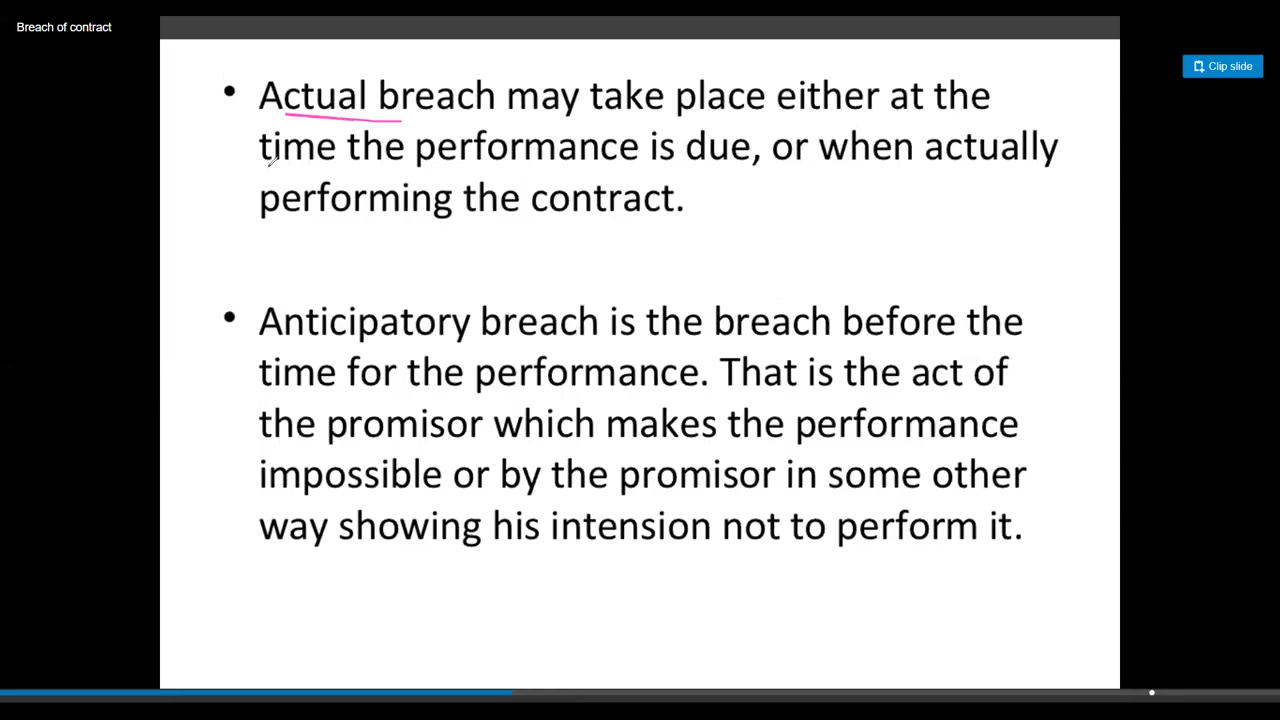 Breach of contract
Clip slide
• Actual breach may take place either at the
time the performance is due, or when actually
performing the contract.
• Anticipatory breach is the breach before the
time for the performance. That is the act of
the promisor which makes the performance
impossible or by the promisor in some other
way showing his intension not to perform it.